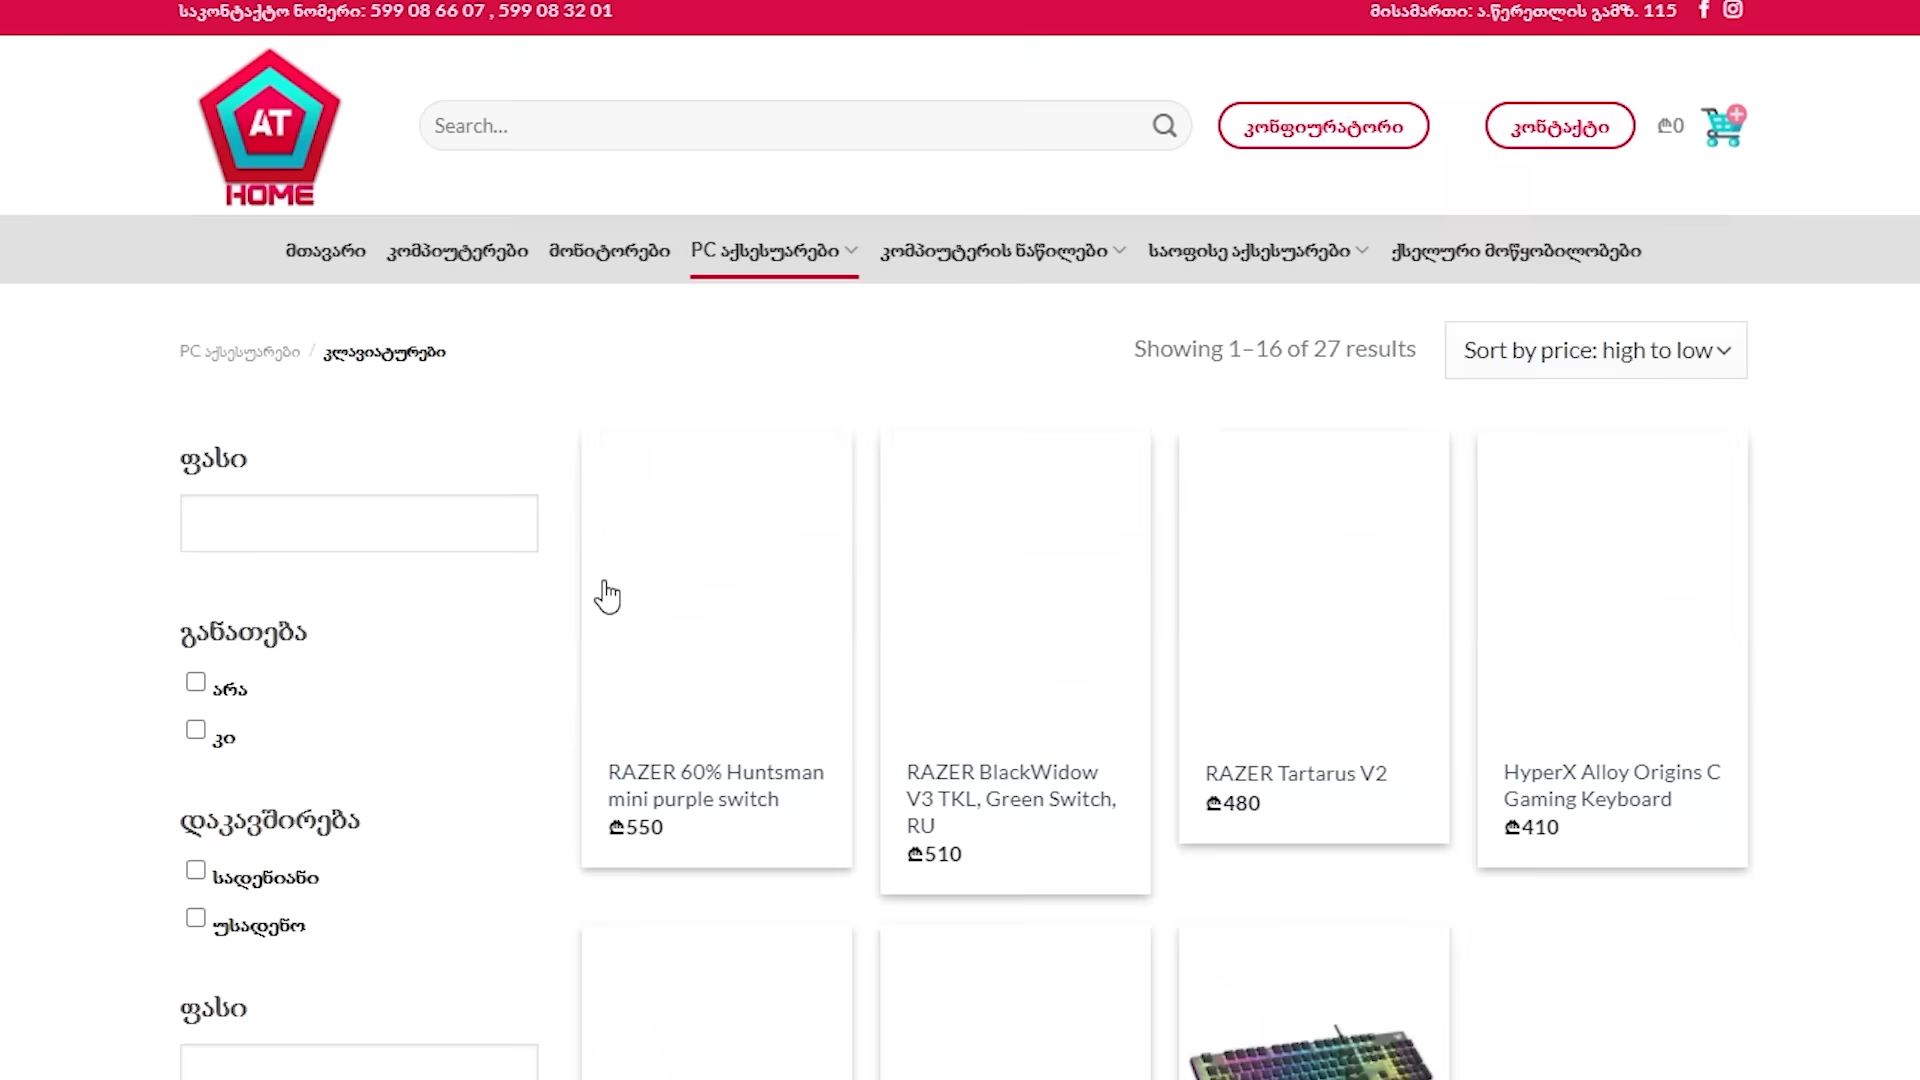 საკონტაქტო ნომერი: 599 08 66 07 , 599 08 32 01
მისამართი: ა.წერეთლის გამზ. 115
AT
HOME
Search...
კონფიურატორი
კონტაქტი
₾0
მთავარი კომპიუტერები მონიტორები PC აქსესუარები კომპიუტერის ნაწილები საოფისე აქსესუარები ქსელური მოწყობილობები
PC აქსესუარები / კლავიატურები
Showing 1–16 of 27 results
Sort by price: high to low
ფასი
განათება
არა
კი
დაკავშირება
სადენიანი
უსადენო
ფასი
RAZER 60% Huntsman
mini purple switch
₾550
RAZER BlackWidow
V3 TKL, Green Switch,
RU
₾510
RAZER Tartarus V2
₾480
HyperX Alloy Origins C
Gaming Keyboard
₾410